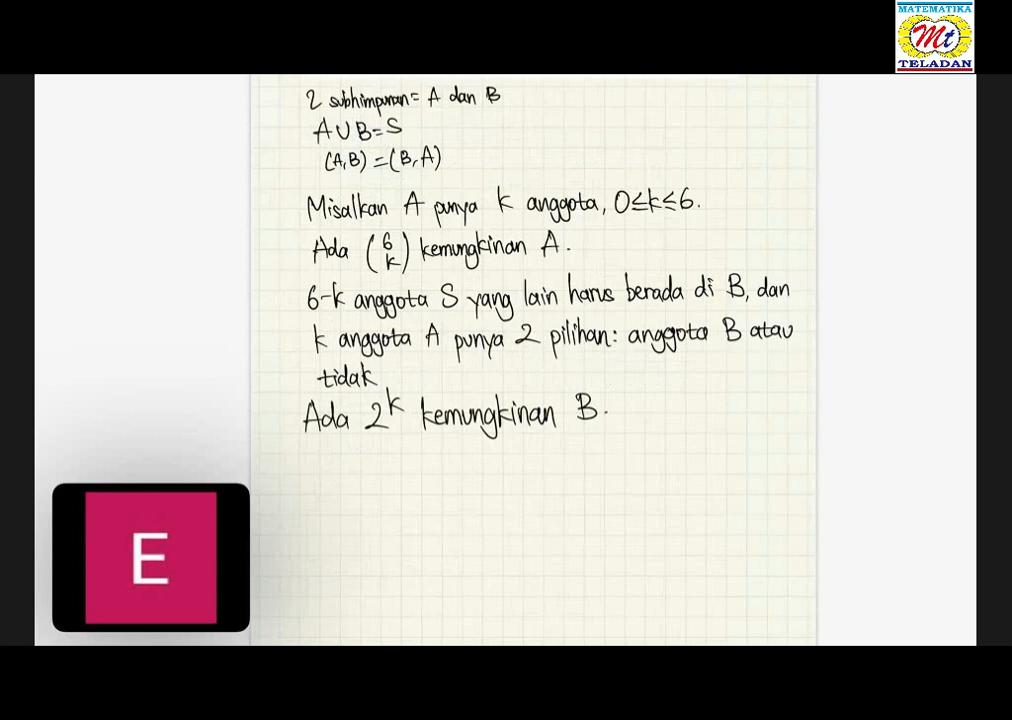 MATEMATIKA
Mt
TELADAN
2 subhimpunan = A dan B
A ∪ B = S
(A,B) = (B,A)
Misalkan A punya k anggota, 0 ≤ k ≤ 6.
Ada (6 k) kemungkinan A.
6-k anggota S yang lain harus berada di B, dan
k anggota A punya 2 pilihan: anggota B atau
tidak
Ada 2^k kemungkinan B.
E